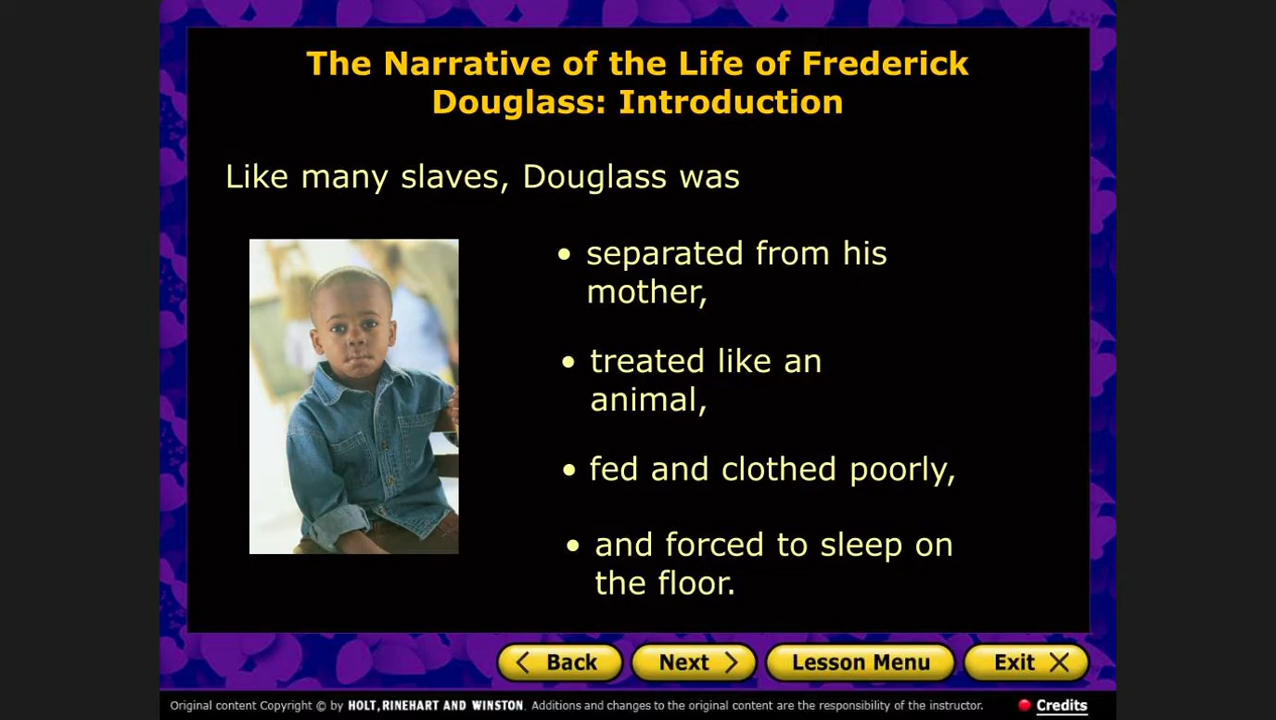 The Narrative of the Life of Frederick
Douglass: Introduction
Like many slaves, Douglass was
• separated from his
mother,
• treated like an
animal,
• fed and clothed poorly,
• and forced to sleep on
the floor.
Back
Next
Lesson Menu
Exit
Original content Copyright © by HOLT, RINEHART AND WINSTON. Additions and changes to the original content are the responsibility of the instructor.
Credits